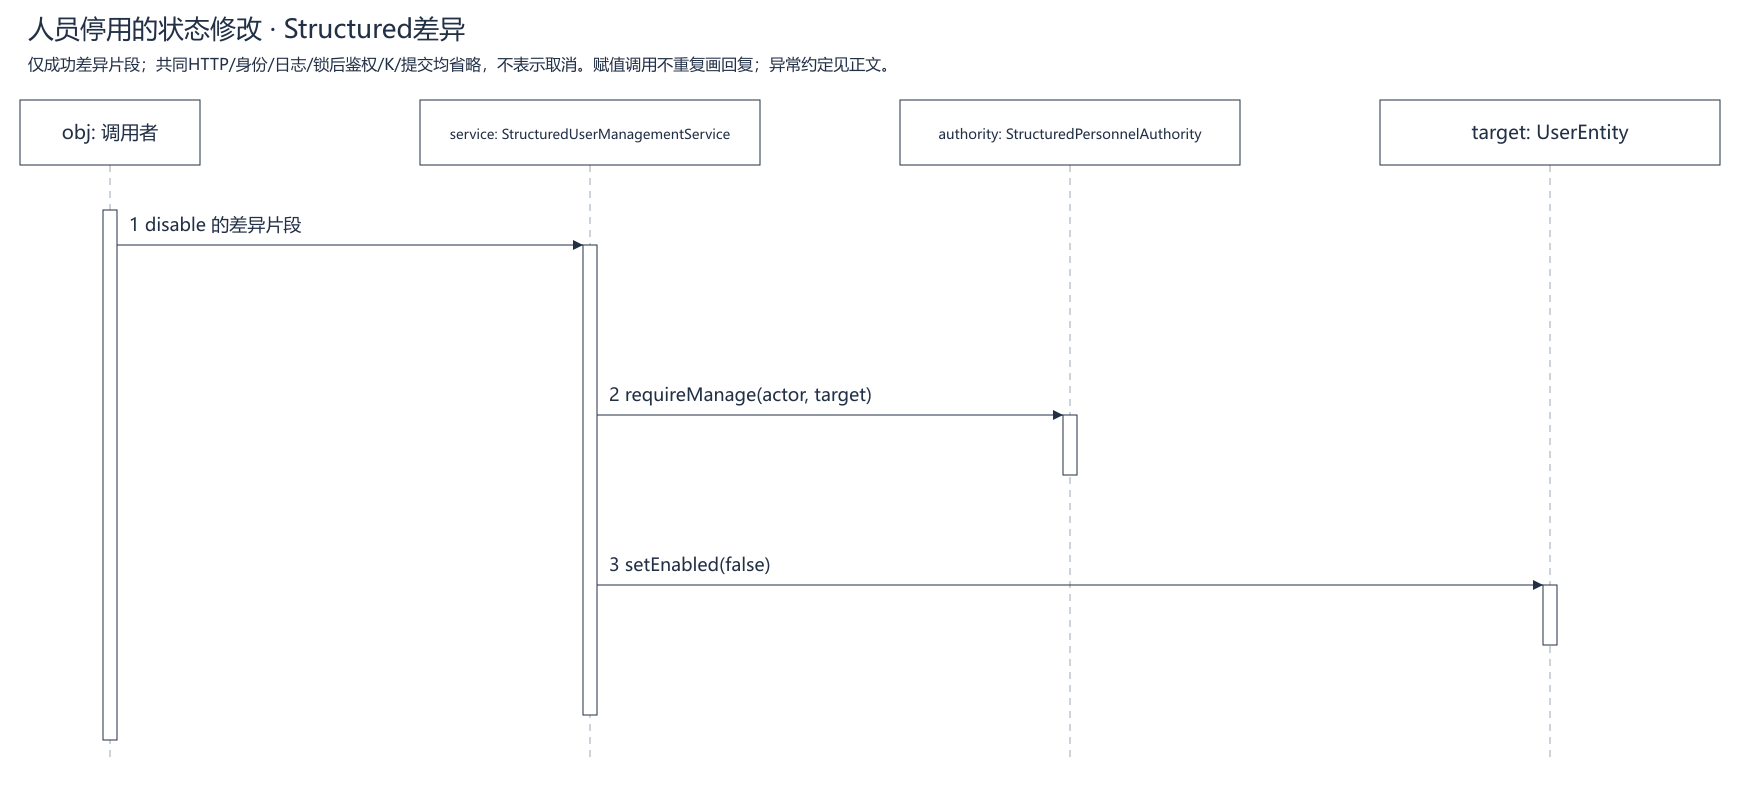 人员停用的状态修改 · Structured差异
仅成功差异片段；共同HTTP/身份/日志/锁后鉴权/K/提交均省略，不表示取消。赋值调用不重复画回复；异常约定见正文。
obj: 调用者
service: StructuredUserManagementService
authority: StructuredPersonnelAuthority
target: UserEntity
1 disable 的差异片段
2 requireManage(actor, target)
3 setEnabled(false)